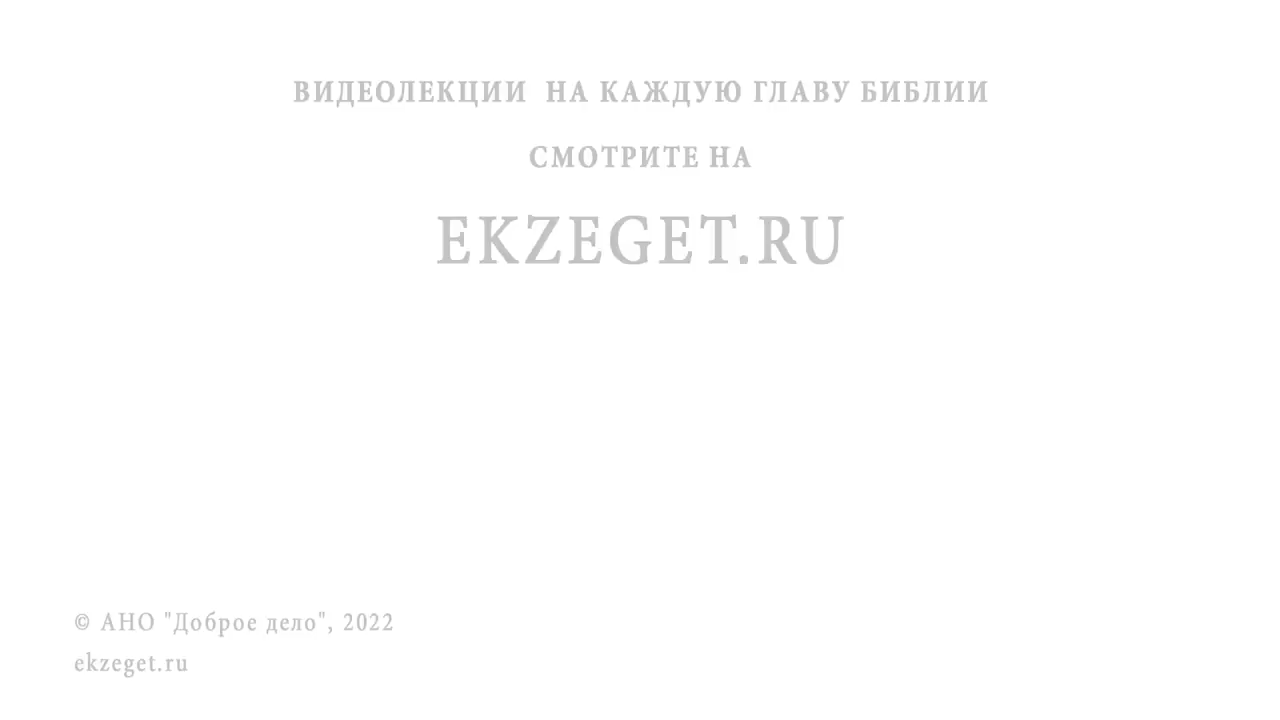 ВИДЕОЛЕКЦИИ НА КАЖДУЮ ГЛАВУ БИБЛИИ
СМОТРИТЕ НА
EKZEGET.RU
© АНО "Доброе дело", 2022
ekzeget.ru